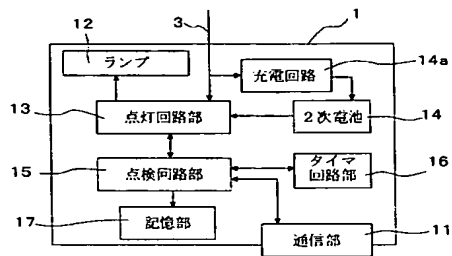 3
1
12
ランプ
14a
充電回路
13
点灯回路部
2次電池
14
15
点検回路部
タイマ
回路部
16
17
記憶部
通信部
11